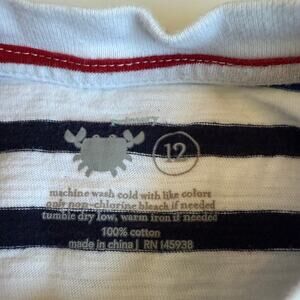 12
machine wash cold with like colors
only non-chlorine bleach if needed
tumble dry low, warm iron if needed
100% cotton
made in china | RN 145938